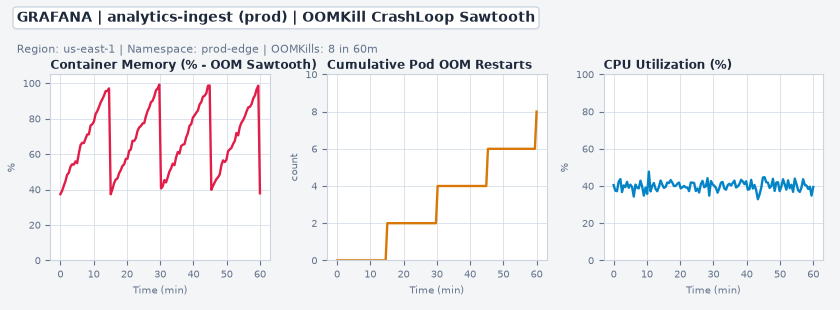 GRAFANA | analytics-ingest (prod) | OOMKill CrashLoop Sawtooth
Region: us-east-1 | Namespace: prod-edge | OOMKills: 8 in 60m
Container Memory (% - OOM Sawtooth)
%
100
80
60
40
20
0
0 10 20 30 40 50 60
Time (min)
Cumulative Pod OOM Restarts
count
10
8
6
4
2
0
0 10 20 30 40 50 60
Time (min)
CPU Utilization (%)
%
100
80
60
40
20
0
0 10 20 30 40 50 60
Time (min)